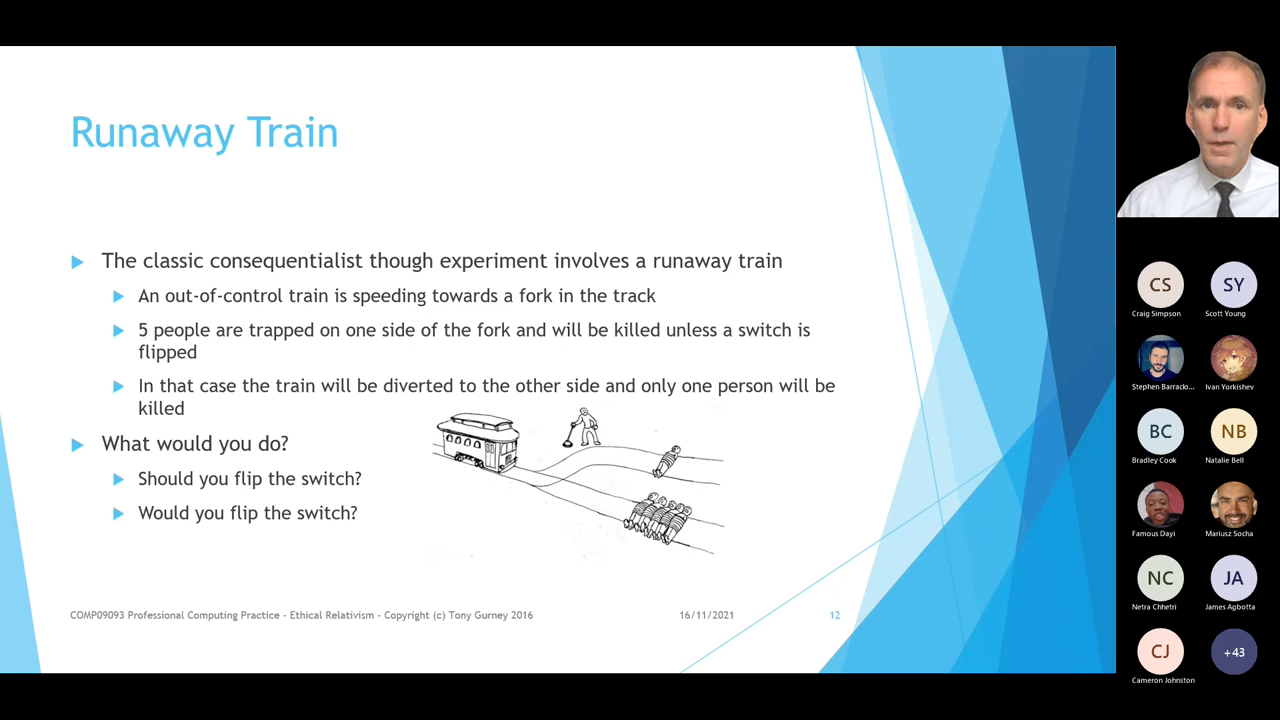 Runaway Train
The classic consequentialist though experiment involves a runaway train
An out-of-control train is speeding towards a fork in the track
5 people are trapped on one side of the fork and will be killed unless a switch is
flipped
In that case the train will be diverted to the other side and only one person will be
killed
What would you do?
Should you flip the switch?
Would you flip the switch?
COMP09093 Professional Computing Practice - Ethical Relativism - Copyright (c) Tony Gurney 2016
16/11/2021
12
CS
SY
Craig Simpson
Scott Young
Stephen Barraclo...
Ivan Yorkishev
BC
NB
Bradley Cook
Natalie Bell
Famous Dayi
Mariusz Socha
NC
JA
Netra Chhetri
James Agbotta
CJ
+43
Cameron Johnston